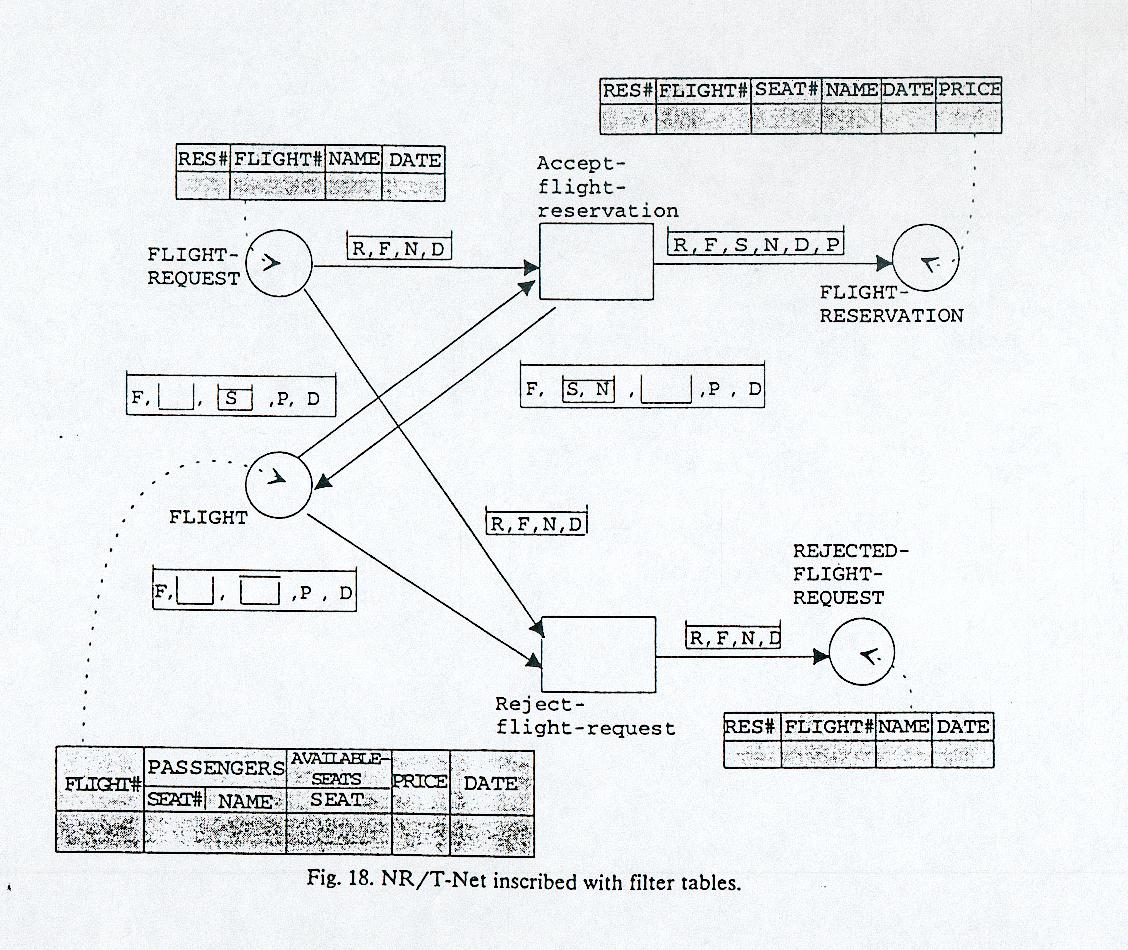 RES# FLIGHT# SEAT# NAME DATE PRICE
RES# FLIGHT# NAME DATE
Accept-
flight-
reservation
FLIGHT-
REQUEST
R,F,N,D
R,F,S,N,D,P
FLIGHT-
RESERVATION
F, , S ,P, D
F, S, N , ,P , D
FLIGHT
R,F,N,D
F, , ,P , D
REJECTED-
FLIGHT-
REQUEST
R,F,N,D
Reject-
flight-request
RES# FLIGHT# NAME DATE
FLIGHT# PASSENGERS AVAILABLE-
SEATS PRICE DATE
SEAT# NAME SEAT
Fig. 18. NR/T-Net inscribed with filter tables.